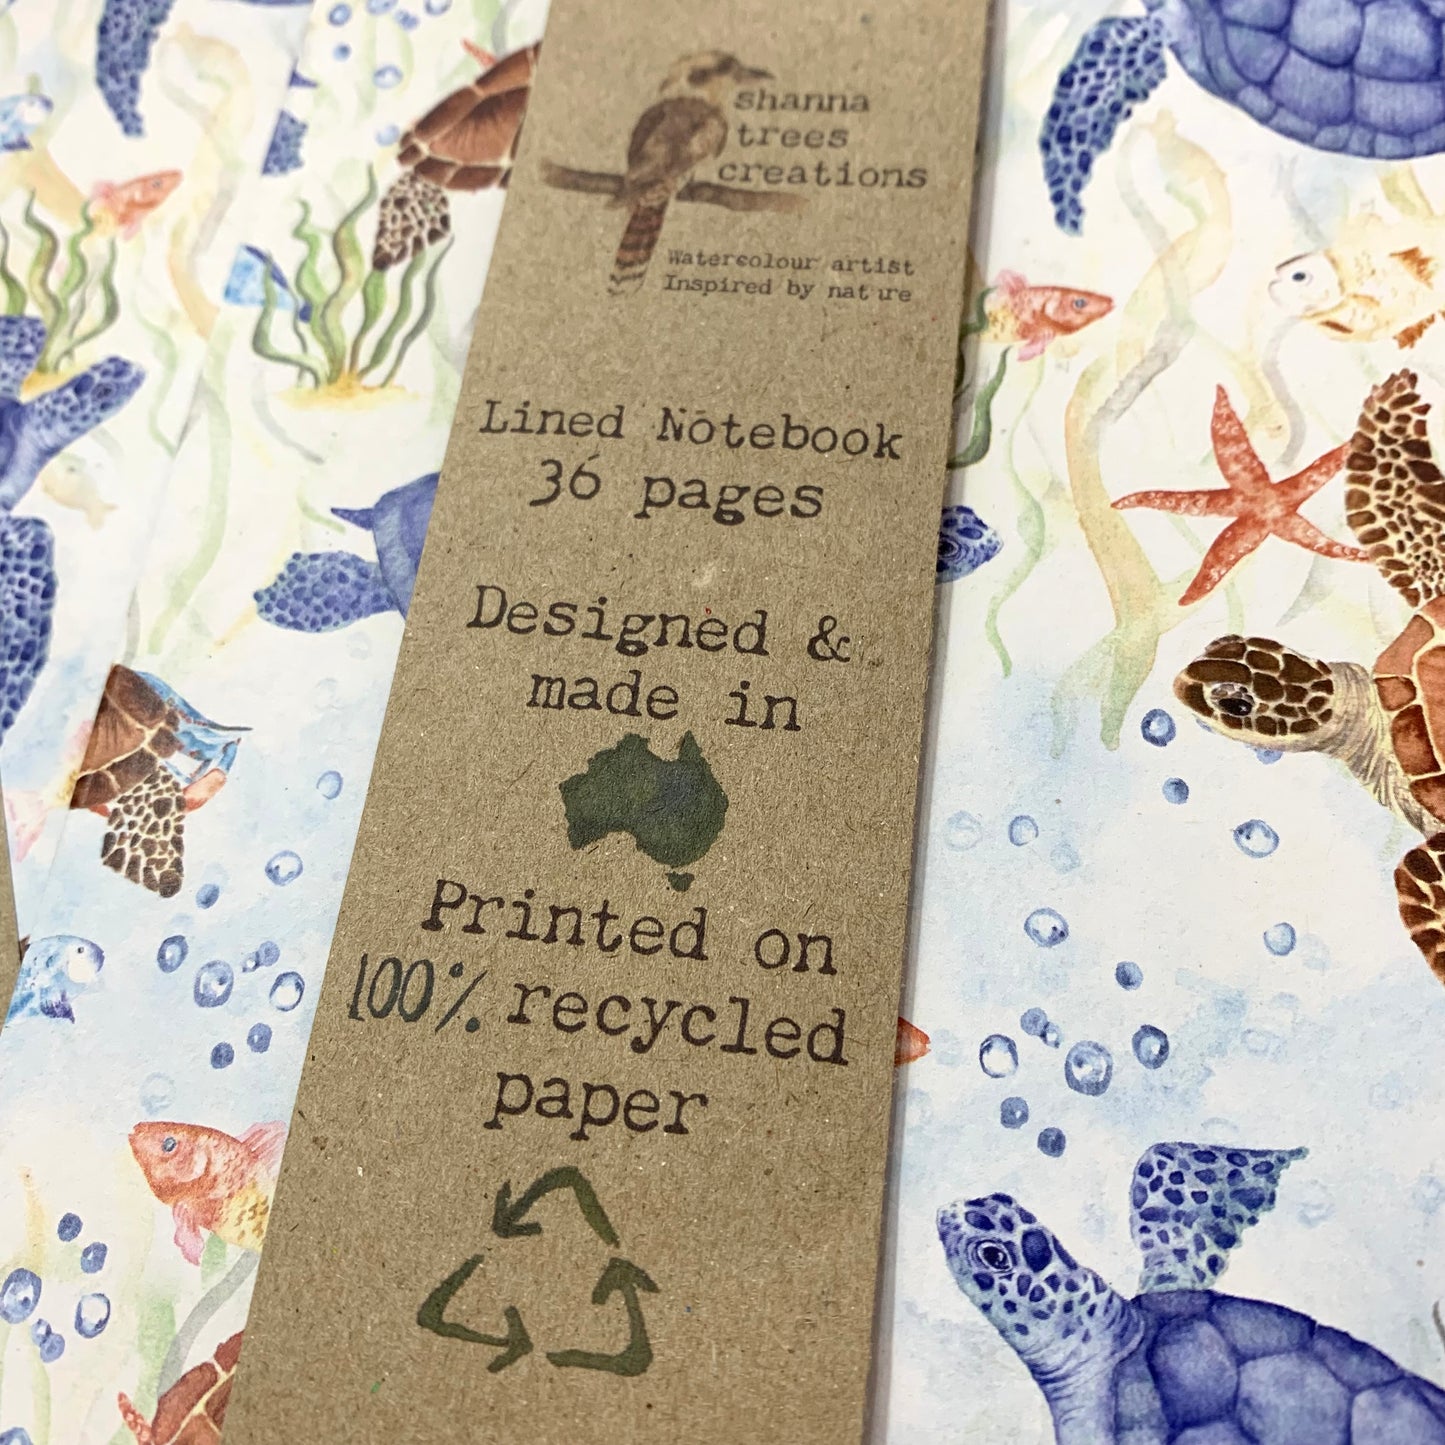 shanna
trees
creations
Watercolour artist
Inspired by nature
Lined Notebook
36 pages
Designed &
made in
Printed on
100% recycled
paper